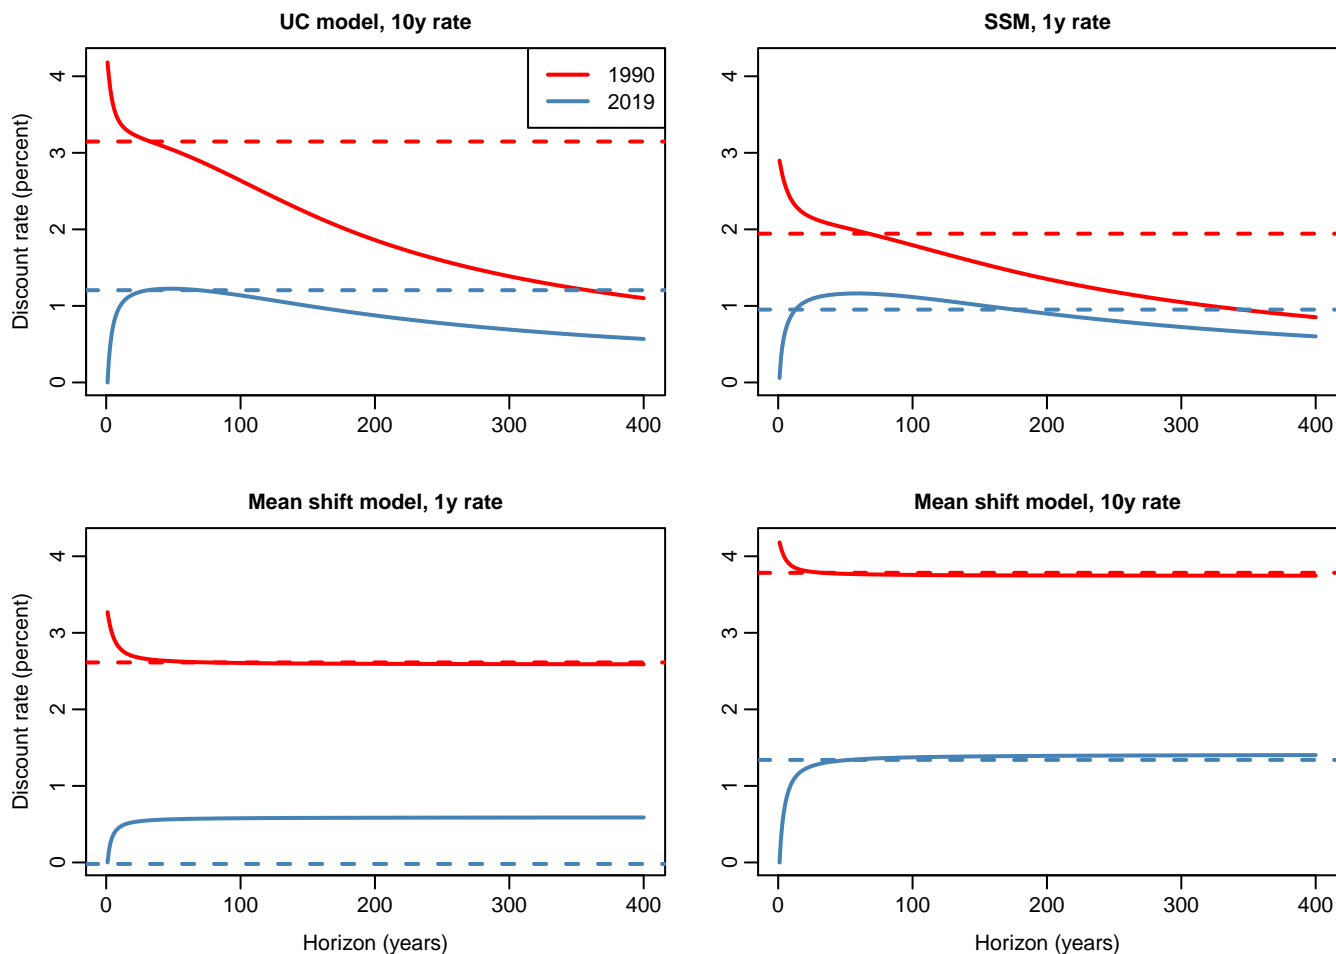 UC model, 10y rate
Discount rate (percent)
4
3
2
1
0
0 100 200 300 400
1990
2019
SSM, 1y rate
4
3
2
1
0
0 100 200 300 400
Mean shift model, 1y rate
Discount rate (percent)
4
3
2
1
0
0 100 200 300 400
Horizon (years)
Mean shift model, 10y rate
4
3
2
1
0
0 100 200 300 400
Horizon (years)